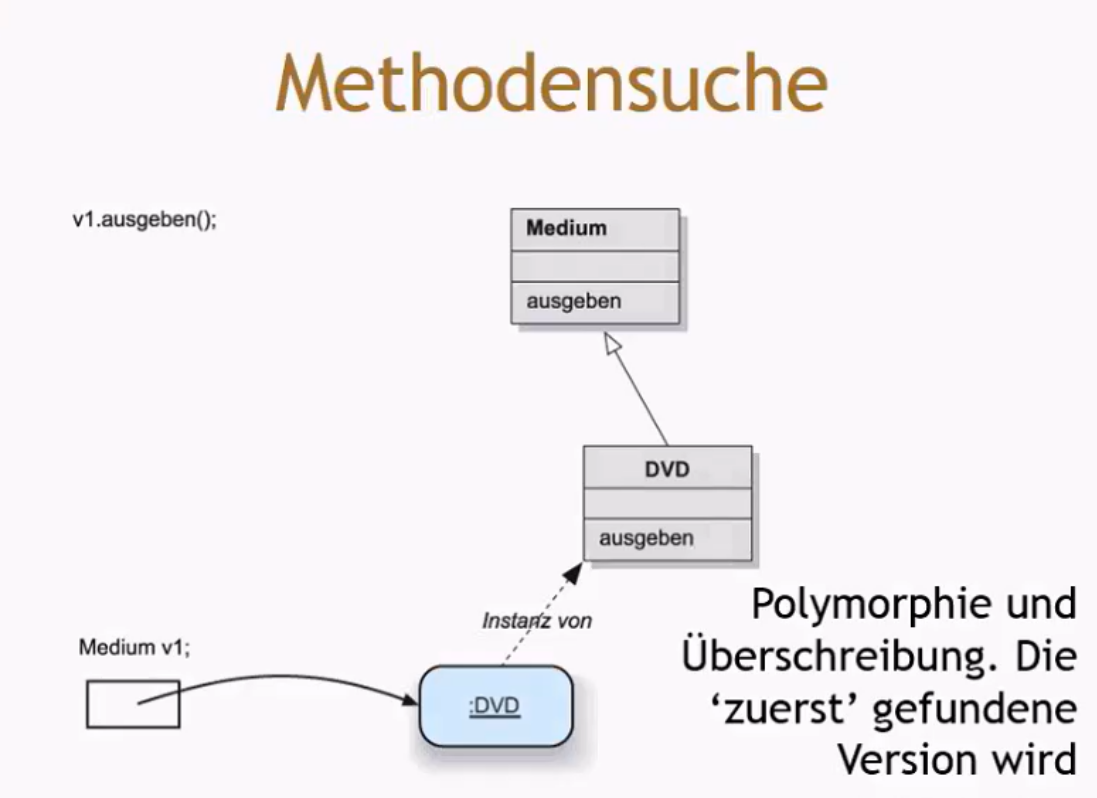 Methodensuche
v1.ausgeben();
Medium
ausgeben
DVD
ausgeben
Instanz von
Medium v1;
:DVD
Polymorphie und
Überschreibung. Die
‘zuerst’ gefundene
Version wird